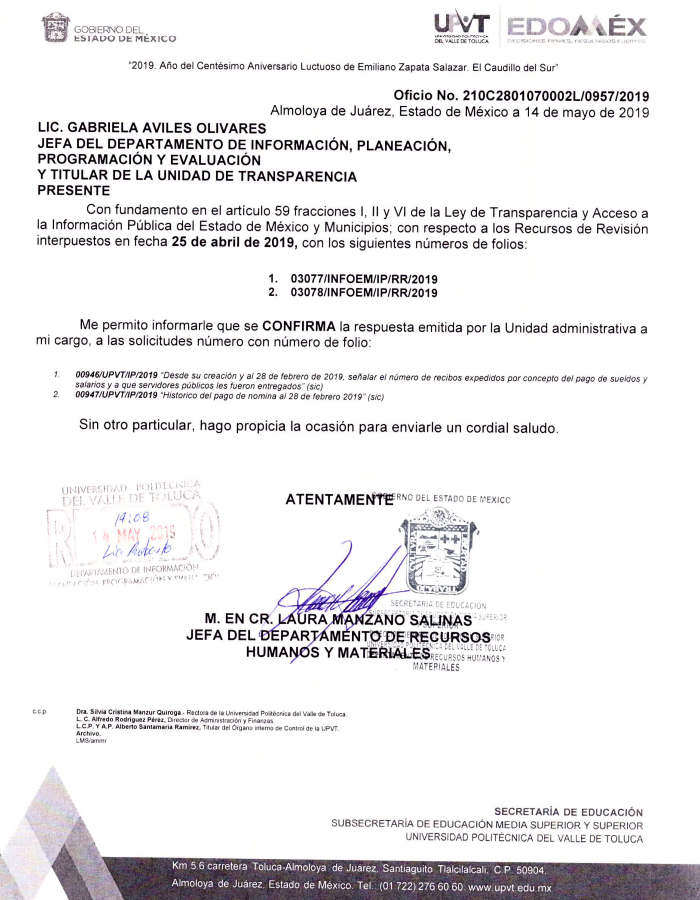 GOBIERNO DEL
ESTADO DE MÉXICO
UPVT
UNIVERSIDAD POLITÉCNICA
DEL VALLE DE TOLUCA
EDOMÉX
DECISIONES FIRMES, RESULTADOS FUERTES.
"2019. Año del Centésimo Aniversario Luctuoso de Emiliano Zapata Salazar. El Caudillo del Sur"
Oficio No. 210C2801070002L/0957/2019
Almoloya de Juárez, Estado de México a 14 de mayo de 2019
LIC. GABRIELA AVILES OLIVARES
JEFA DEL DEPARTAMENTO DE INFORMACIÓN, PLANEACIÓN,
PROGRAMACIÓN Y EVALUACIÓN
Y TITULAR DE LA UNIDAD DE TRANSPARENCIA
PRESENTE
Con fundamento en el artículo 59 fracciones I, II y VI de la Ley de Transparencia y Acceso a
la Información Pública del Estado de México y Municipios; con respecto a los Recursos de Revisión
interpuestos en fecha 25 de abril de 2019, con los siguientes números de folios:
1. 03077/INFOEM/IP/RR/2019
2. 03078/INFOEM/IP/RR/2019
Me permito informarle que se CONFIRMA la respuesta emitida por la Unidad administrativa a
mi cargo, a las solicitudes número con número de folio:
1. 00946/UPVT/IP/2019 "Desde su creación y al 28 de febrero de 2019, señalar el número de recibos expedidos por concepto del pago de sueldos y
salarios y a que servidores públicos les fueron entregados" (sic)
2. 00947/UPVT/IP/2019 "Historico del pago de nomina al 28 de febrero 2019" (sic)
Sin otro particular, hago propicia la ocasión para enviarle un cordial saludo.
UNIVERSIDAD POLITÉCNICA
DEL VALLE DE TOLUCA
14:08
14 MAY 2019
Lic Roberto
DEPARTAMENTO DE INFORMACIÓN
ATENTAMENTE
GOBIERNO DEL ESTADO DE MEXICO
SECRETARIA DE EDUCACIÓN
M. EN CR. LAURA MANZANO SALINAS
JEFA DEL DEPARTAMENTO DE RECURSOS
HUMANOS Y MATERIALES
UNIVERSIDAD POLITÉCNICA DEL VALLE DE TOLUCA
RECURSOS HUMANOS Y
MATERIALES
c.c.p. Dra. Silvia Cristina Manzur Quiroga.- Rectora de la Universidad Politécnica del Valle de Toluca.
L. C. Alfredo Rodríguez Pérez, Director de Administración y Finanzas.
L.C.P. Y A.P. Alberto Santamaría Ramírez, Titular del Órgano interno de Control de la UPVT.
Archivo.
LMS/ammr
SECRETARÍA DE EDUCACIÓN
SUBSECRETARÍA DE EDUCACIÓN MEDIA SUPERIOR Y SUPERIOR
UNIVERSIDAD POLITÉCNICA DEL VALLE DE TOLUCA
Km 5.6 carretera Toluca-Almoloya de Juárez, Santiaguito Tlalcilalcali, C.P. 50904,
Almoloya de Juárez, Estado de México. Tel. (01 722) 276 60 60. www.upvt.edu.mx